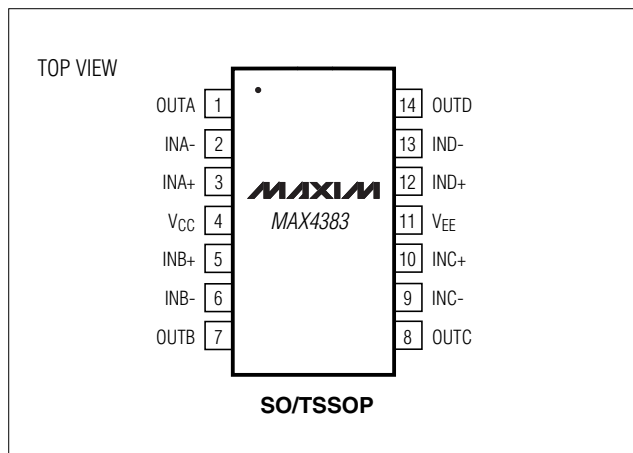 TOP VIEW
OUTA 1
INA- 2
INA+ 3
VCC 4
INB+ 5
INB- 6
OUTB 7
MAXIM
MAX4383
14 OUTD
13 IND-
12 IND+
11 VEE
10 INC+
9 INC-
8 OUTC
SO/TSSOP